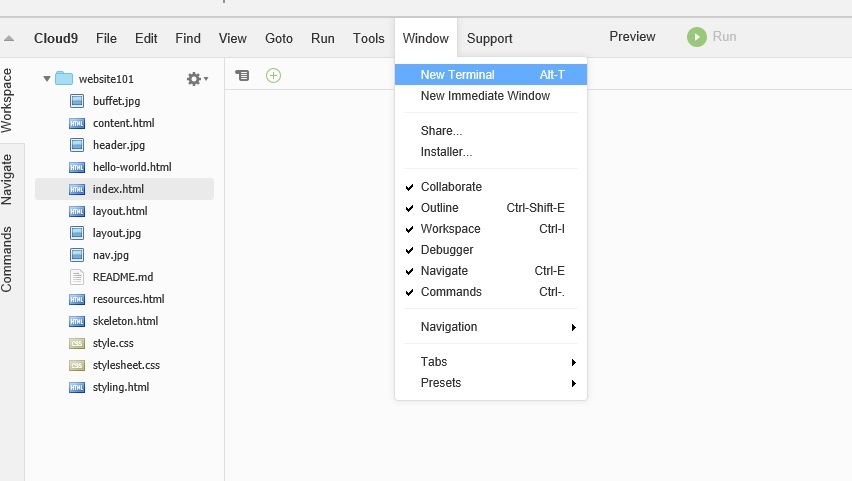 Cloud9 File Edit Find View Goto Run Tools Window Support Preview Run
Workspace
Navigate
Commands
website101
buffet.jpg
content.html
header.jpg
hello-world.html
index.html
layout.html
layout.jpg
nav.jpg
README.md
resources.html
skeleton.html
style.css
stylesheet.css
styling.html
New Terminal Alt-T
New Immediate Window
Share...
Installer...
Collaborate
Outline Ctrl-Shift-E
Workspace Ctrl-I
Debugger
Navigate Ctrl-E
Commands Ctrl-.
Navigation
Tabs
Presets